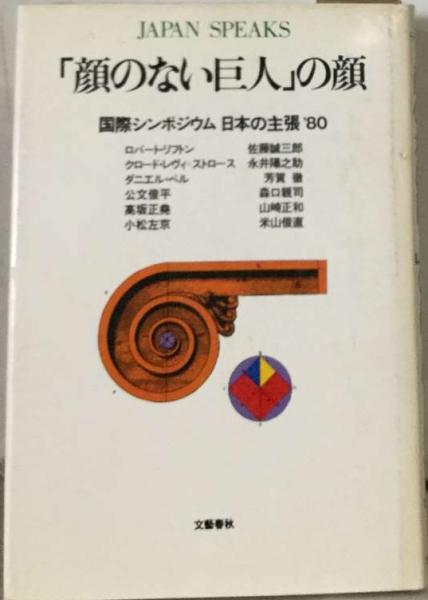 JAPAN SPEAKS
「顔のない巨人」の顔
国際シンポジウム 日本の主張'80
ロバート・リフトン 佐藤誠三郎
クロード・レヴィ=ストロース 永井陽之助
ダニエル・ベル 芳賀 徹
公文俊平 森口親司
高坂正堯 山崎正和
小松左京 米山俊直
文藝春秋